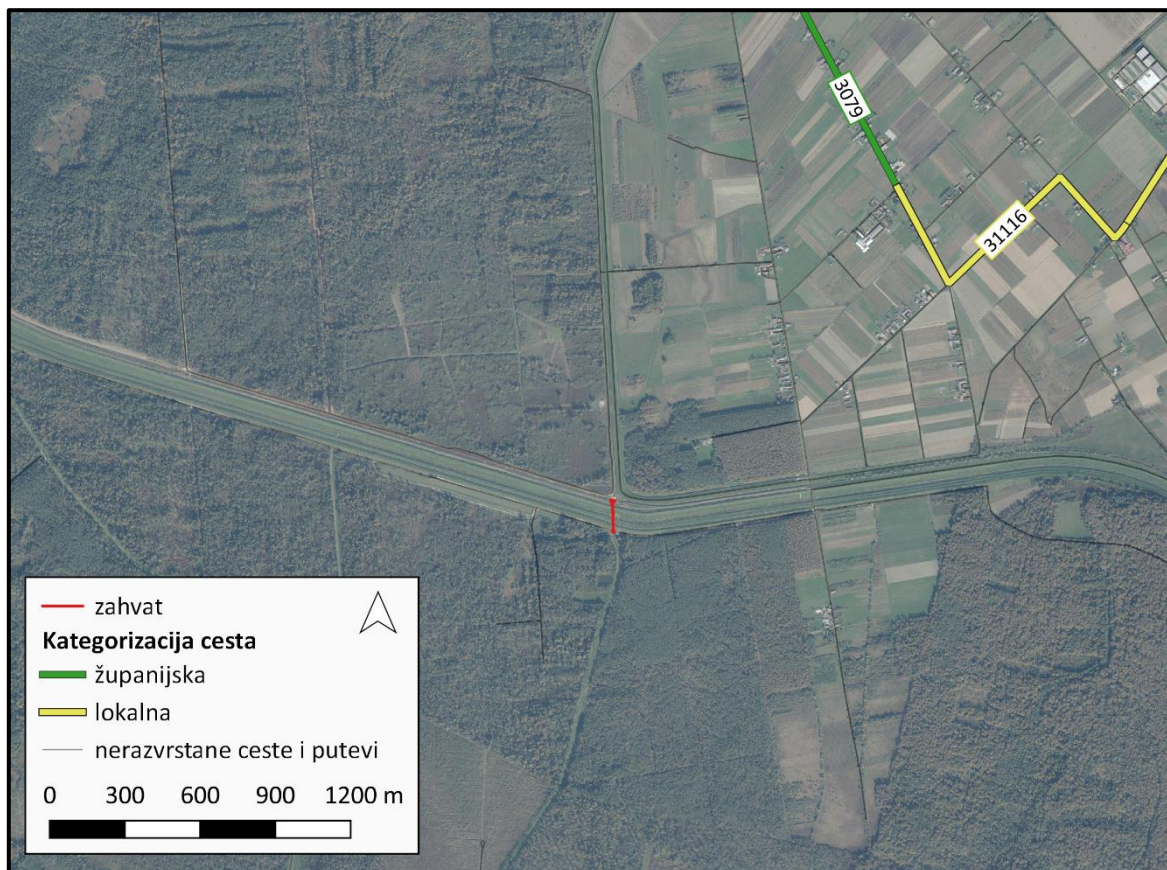 3079
31116
zahvat
Kategorizacija cesta
županijska
lokalna
nerazvrstane ceste i putevi
0 300 600 900 1200 m